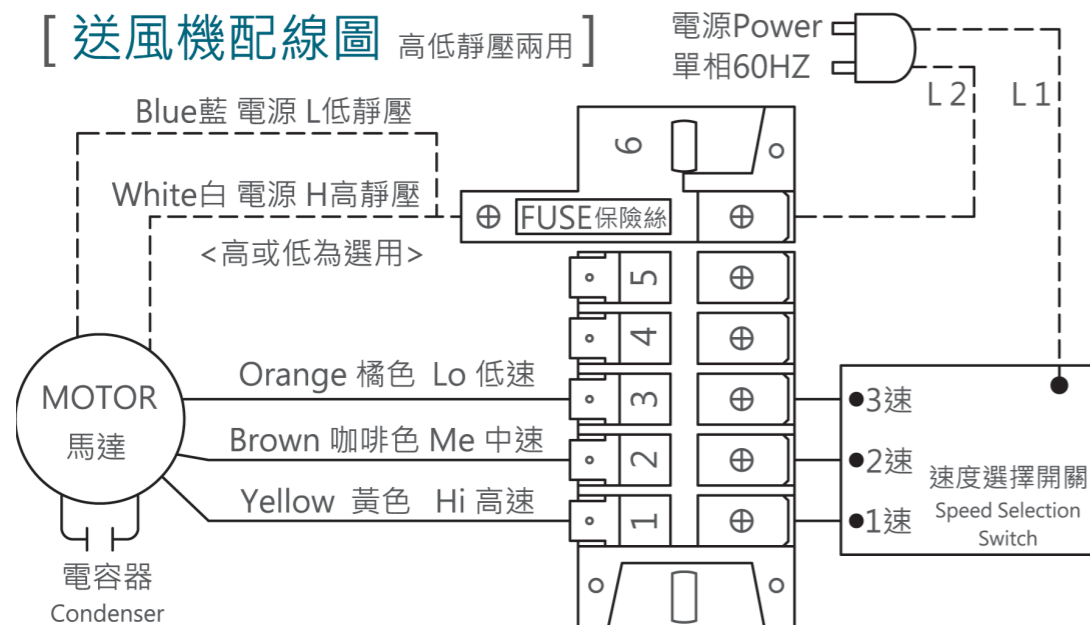 [ 送風機配線圖 高低靜壓兩用 ]
電源Power
單相60HZ
L 2
L 1
Blue藍 電源 L低靜壓
White白 電源 H高靜壓
<高或低為選用>
6
FUSE保險絲
5
4
3
2
1
MOTOR
馬達
Orange 橘色 Lo 低速
Brown 咖啡色 Me 中速
Yellow 黃色 Hi 高速
電容器
Condenser
3速
2速
1速
速度選擇開關
Speed Selection
Switch